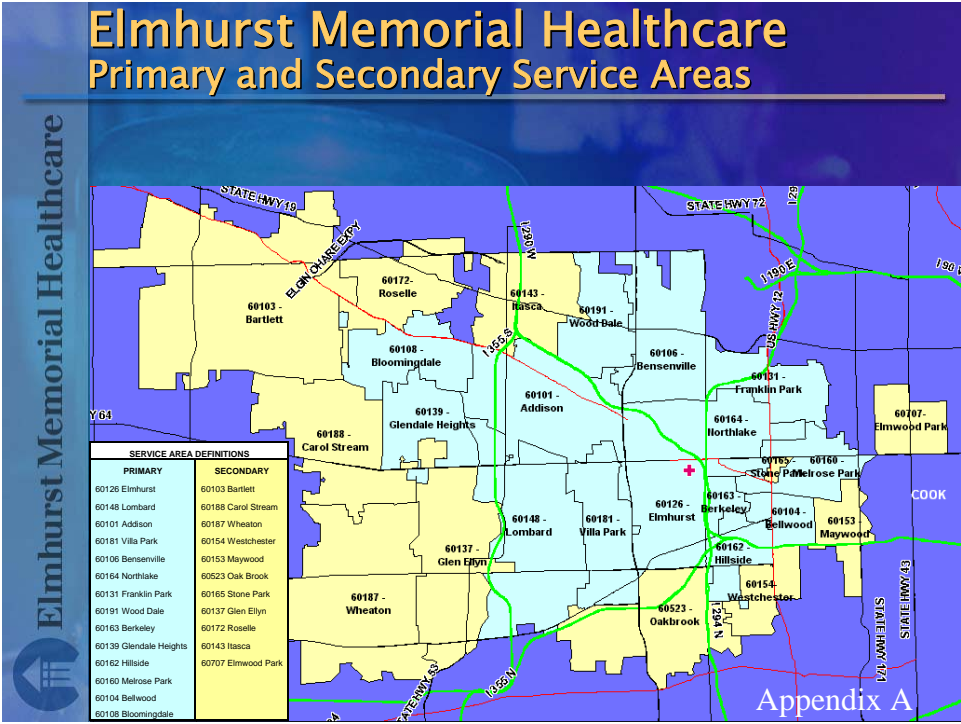 Elmhurst Memorial Healthcare
Primary and Secondary Service Areas
Elmhurst Memorial Healthcare
STATE HWY 19
ELGIN OHARE EXPY
I 290 W
STATE HWY 72
I 29
I 190 E
I 90 W
US HWY 12
60172-
Roselle
60143 -
Itasca
60103 -
Bartlett
60191 -
Wood Dale
I 355 S
60108 -
Bloomingdale
60106 -
Bensenville
60131 -
Franklin Park
60101 -
Addison
Y 64
60139 -
Glendale Heights
60164 -
Northlake
60707-
Elmwood Park
60188 -
Carol Stream
60165 -
Stone Park
60160 -
Melrose Park
COOK
60163 -
Berkeley
60126 -
Elmhurst
60104 -
Bellwood
60153 -
Maywood
60148 -
Lombard
60181 -
Villa Park
60137 -
Glen Ellyn
60162 -
Hillside
60154
Westchester
60187 -
Wheaton
60523 -
Oakbrook
I 294 N
STATE HWY 43
STATE HWY 171
I 355 N
SERVICE AREA DEFINITIONS
PRIMARY SECONDARY
60126 Elmhurst 60103 Bartlett
60148 Lombard 60188 Carol Stream
60101 Addison 60187 Wheaton
60181 Villa Park 60154 Westchester
60106 Bensenville 60153 Maywood
60164 Northlake 60523 Oak Brook
60131 Franklin Park 60165 Stone Park
60191 Wood Dale 60137 Glen Ellyn
60163 Berkeley 60172 Roselle
60139 Glendale Heights 60143 Itasca
60162 Hillside 60707 Elmwood Park
60160 Melrose Park
60104 Bellwood
60108 Bloomingdale
Appendix A